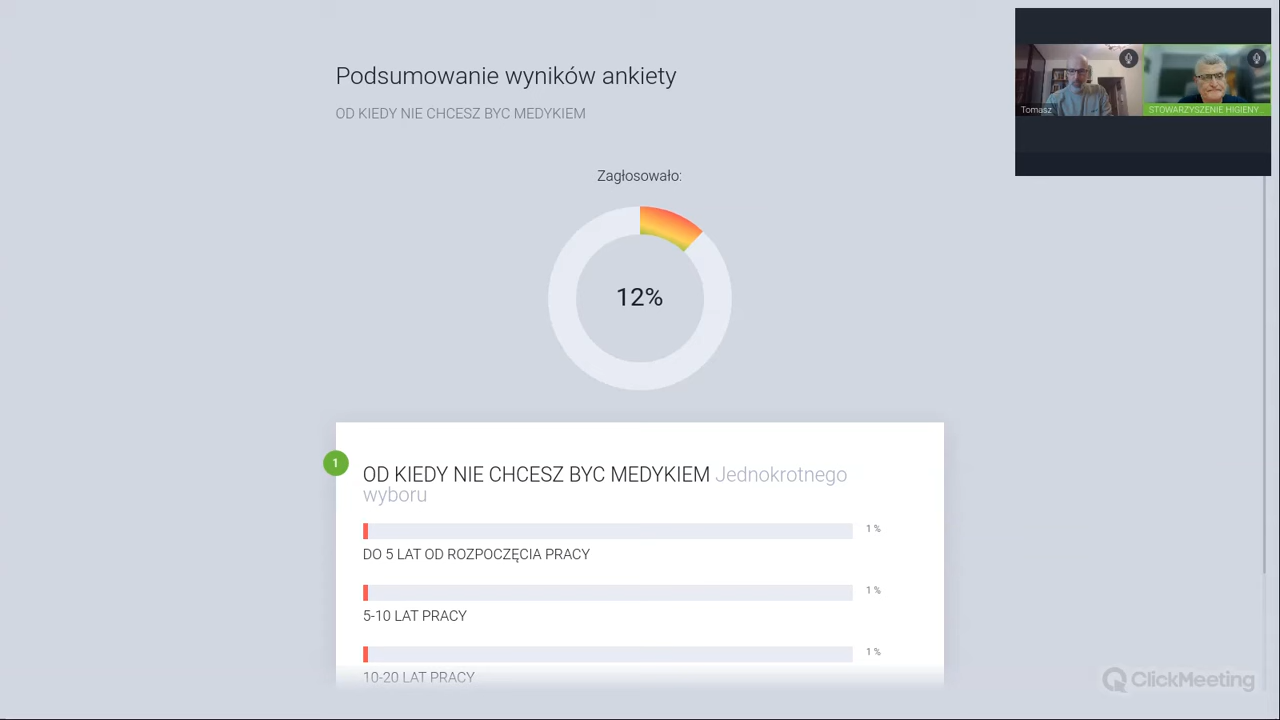 Podsumowanie wyników ankiety
OD KIEDY NIE CHCESZ BYC MEDYKIEM
Tomasz
STOWARZYSZENIE HIGIENY...
Zagłosowało:
12%
1
OD KIEDY NIE CHCESZ BYC MEDYKIEM Jednokrotnego
wyboru
1 %
DO 5 LAT OD ROZPOCZĘCIA PRACY
1 %
5-10 LAT PRACY
1 %
10-20 LAT PRACY
ClickMeeting